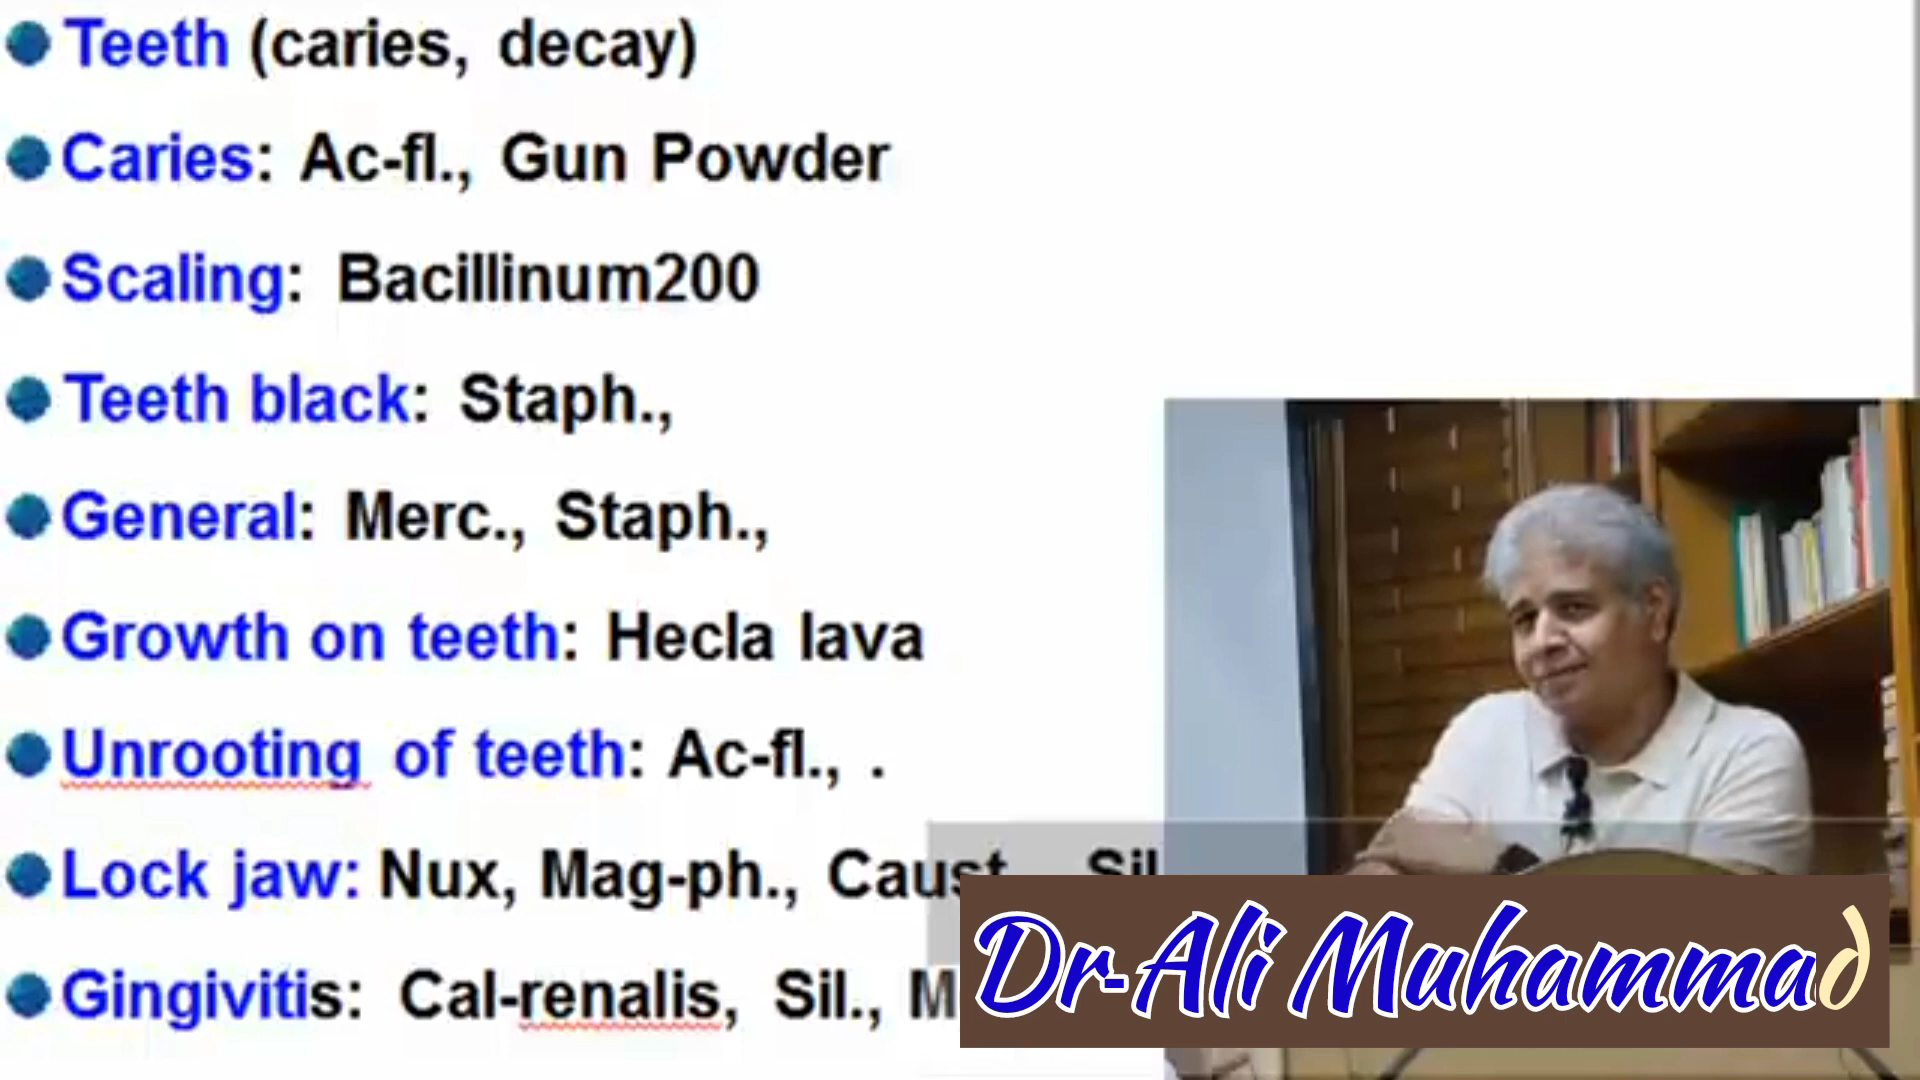 Teeth (caries, decay)
Caries: Ac-fl., Gun Powder
Scaling: Bacillinum200
Teeth black: Staph.,
General: Merc., Staph.,
Growth on teeth: Hecla lava
Unrooting of teeth: Ac-fl., .
Lock jaw: Nux, Mag-ph., Caust., Sil
Gingivitis: Cal-renalis, Sil., M
Dr-Ali Muhammad